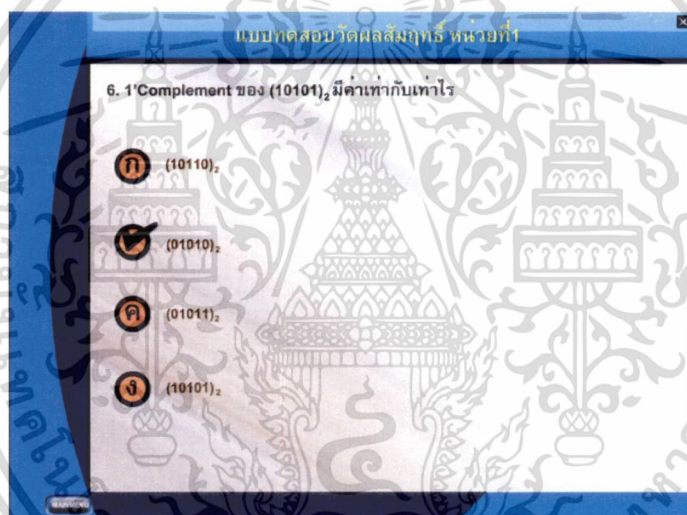 แบบทดสอบวัดผลสัมฤทธิ์ หน่วยที่1
6. 1'Complement ของ (10101)₂ มีค่าเท่ากับเท่าไร
ก (10110)₂
(01010)₂
ค (01011)₂
ง (10101)₂